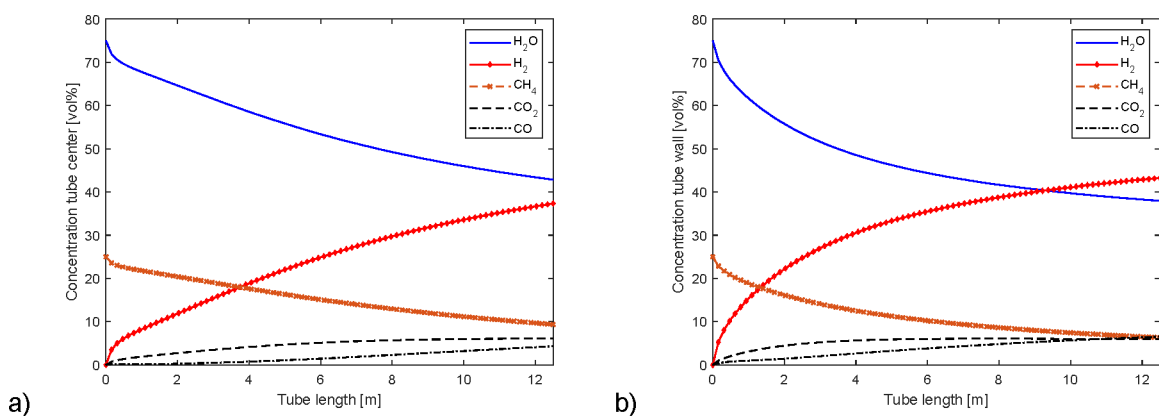 80
70
60
50
40
30
20
10
0
Concentration tube center [vol%]
H2O
H2
CH4
CO2
CO
0 2 4 6 8 10 12
Tube length [m]
a)
80
70
60
50
40
30
20
10
0
Concentration tube wall [vol%]
H2O
H2
CH4
CO2
CO
0 2 4 6 8 10 12
Tube length [m]
b)